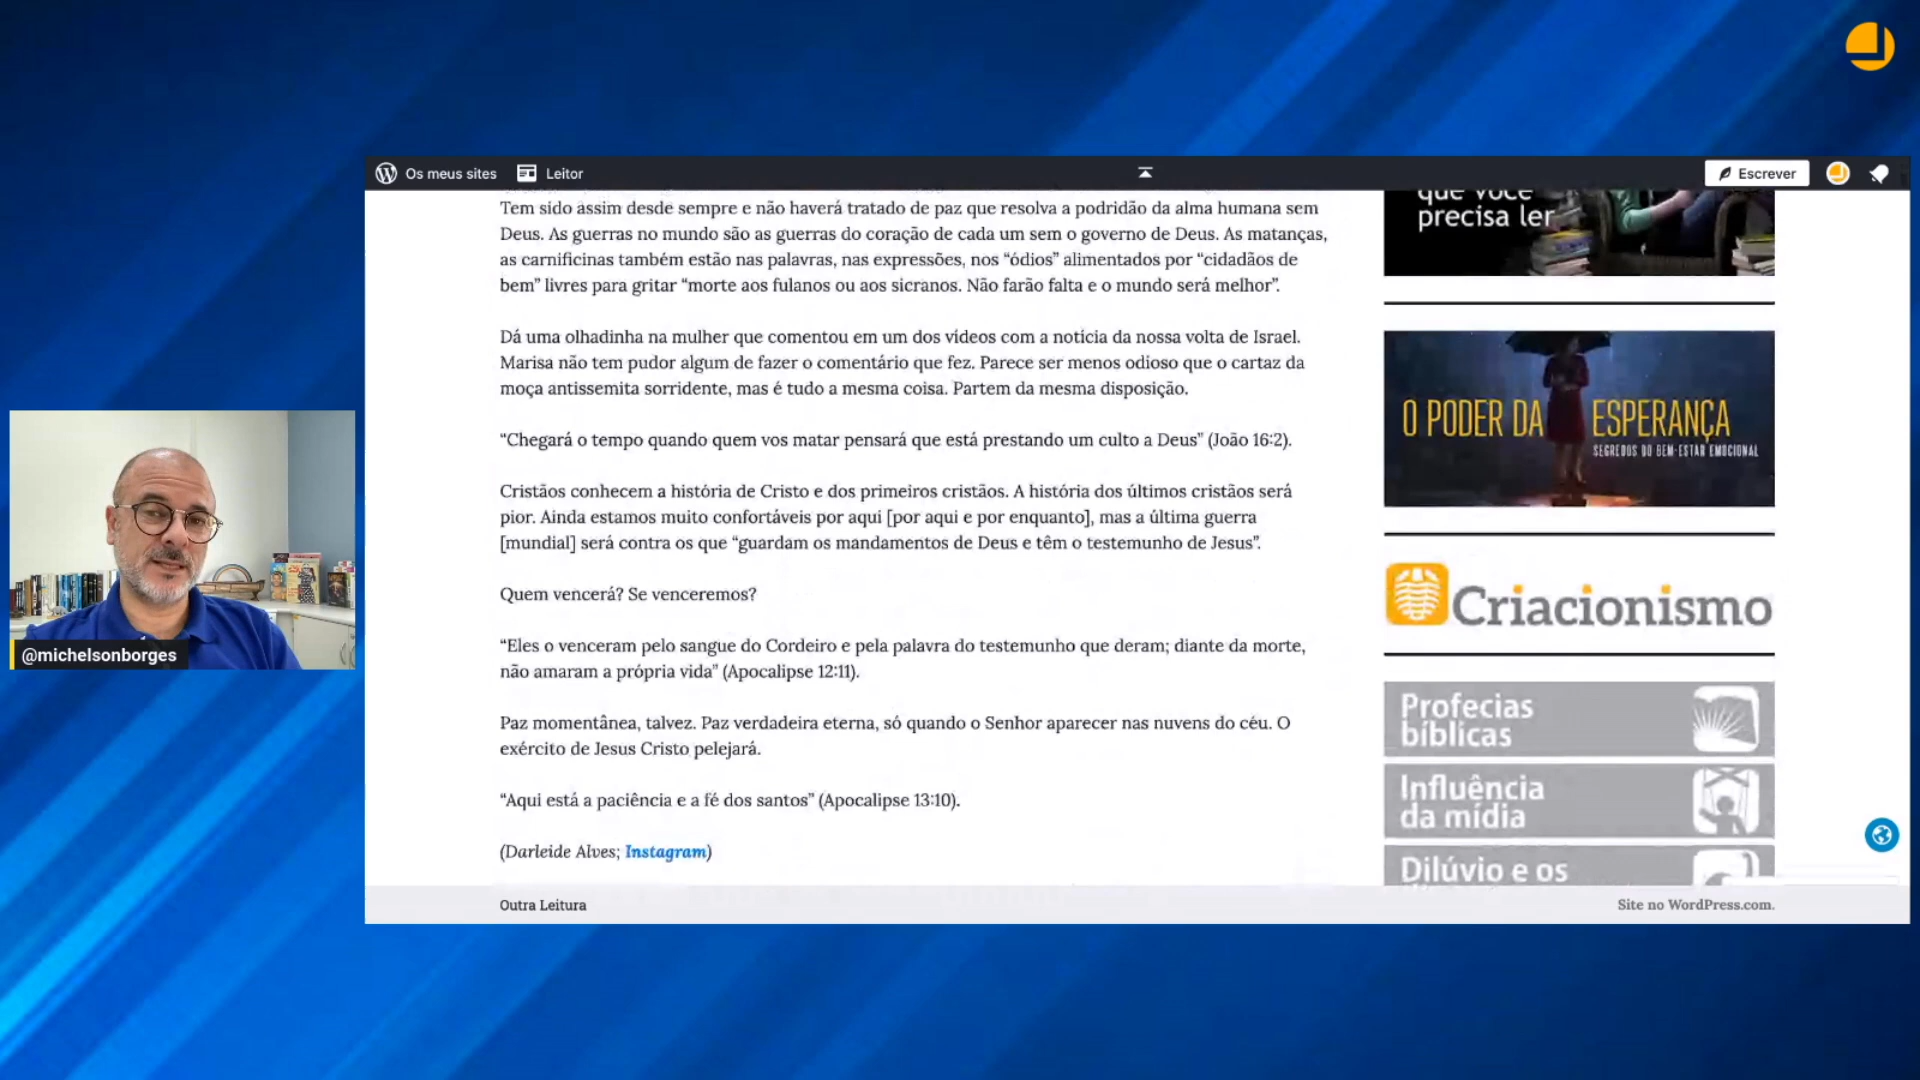 Os meus sites
Leitor
Escrever
Tem sido assim desde sempre e não haverá tratado de paz que resolva a podridão da alma humana sem
Deus. As guerras no mundo são as guerras do coração de cada um sem o governo de Deus. As matanças,
as carnificinas também estão nas palavras, nas expressões, nos “ódios” alimentados por “cidadãos de
bem” livres para gritar “morte aos fulanos ou aos sicranos. Não farão falta e o mundo será melhor”.
Dá uma olhadinha na mulher que comentou em um dos vídeos com a notícia da nossa volta de Israel.
Marisa não tem pudor algum de fazer o comentário que fez. Parece ser menos odioso que o cartaz da
moça antissemita sorridente, mas é tudo a mesma coisa. Partem da mesma disposição.
“Chegará o tempo quando quem vos matar pensará que está prestando um culto a Deus” (João 16:2).
Cristãos conhecem a história de Cristo e dos primeiros cristãos. A história dos últimos cristãos será
pior. Ainda estamos muito confortáveis por aqui [por aqui e por enquanto], mas a última guerra
[mundial] será contra os que “guardam os mandamentos de Deus e têm o testemunho de Jesus”.
Quem vencerá? Se venceremos?
“Eles o venceram pelo sangue do Cordeiro e pela palavra do testemunho que deram; diante da morte,
não amaram a própria vida” (Apocalipse 12:11).
Paz momentânea, talvez. Paz verdadeira eterna, só quando o Senhor aparecer nas nuvens do céu. O
exército de Jesus Cristo pelejará.
“Aqui está a paciência e a fé dos santos” (Apocalipse 13:10).
(Darleide Alves; Instagram)
que você
precisa ler
O PODER DA ESPERANÇA
SEGREDOS DO BEM-ESTAR EMOCIONAL
Criacionismo
Profecias
bíblicas
Influência
da mídia
Dilúvio e os
@michelsonborges
Outra Leitura
Site no WordPress.com.